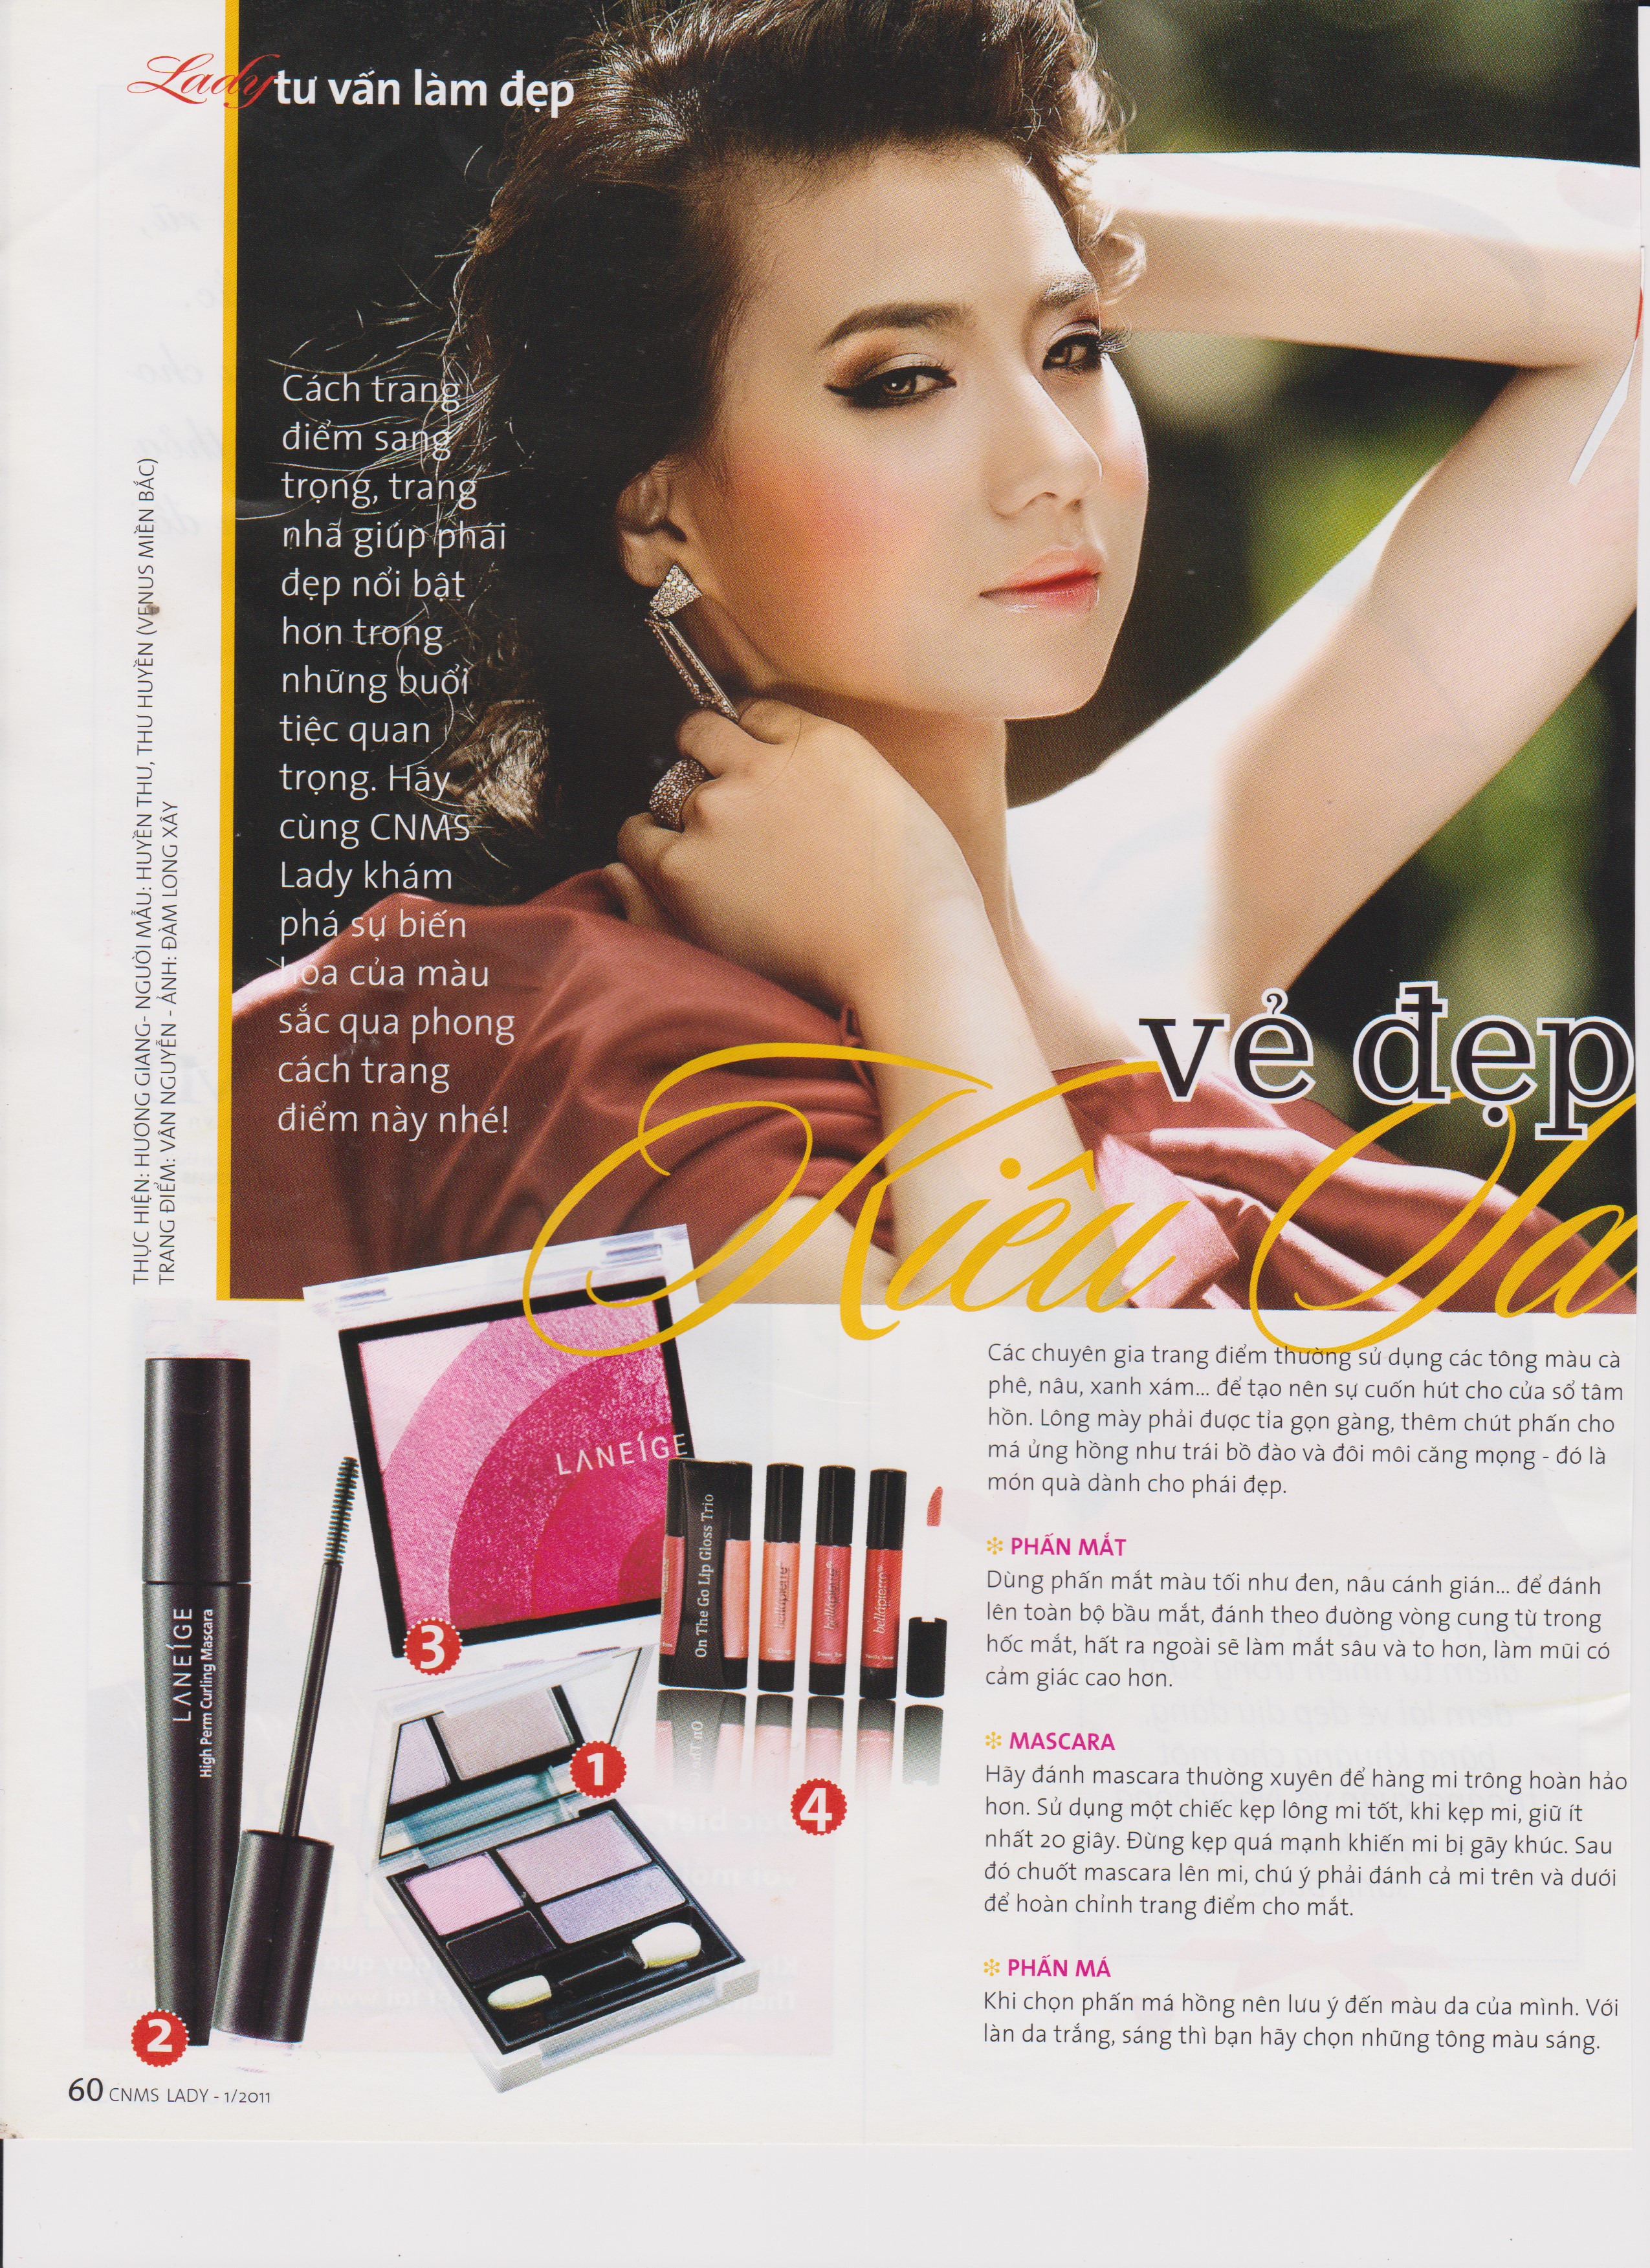 Lady tư vấn làm đẹp
Cách trang
điểm sang
trọng, trang
nhã giúp phái
đẹp nổi bật
hơn trong
những buổi
tiệc quan
trọng. Hãy
cùng CNMS
Lady khám
phá sự biến
hóa của màu
sắc qua phong
cách trang
điểm này nhé!
THỰC HIỆN: HƯƠNG GIANG- NGƯỜI MẪU: HUYỀN THU, THU HUYỀN (VENUS MIỀN BẮC)
TRANG ĐIỂM: VÂN NGUYỄN - ẢNH: ĐÀM LONG XÂY
vẻ đẹp
Kiêu Sa
Các chuyên gia trang điểm thường sử dụng các tông màu cà
phê, nâu, xanh xám... để tạo nên sự cuốn hút cho cửa sổ tâm
hồn. Lông mày phải được tỉa gọn gàng, thêm chút phấn cho
má ửng hồng như trái bồ đào và đôi môi căng mọng - đó là
món quà dành cho phái đẹp.
PHẤN MẮT
Dùng phấn mắt màu tối như đen, nâu cánh gián... để đánh
lên toàn bộ bầu mắt, đánh theo đường vòng cung từ trong
hốc mắt, hất ra ngoài sẽ làm mắt sâu và to hơn, làm mũi có
cảm giác cao hơn.
MASCARA
Hãy đánh mascara thường xuyên để hàng mi trông hoàn hảo
hơn. Sử dụng một chiếc kẹp lông mi tốt, khi kẹp mi, giữ ít
nhất 20 giây. Đừng kẹp quá mạnh khiến mi bị gãy khúc. Sau
đó chuốt mascara lên mi, chú ý phải đánh cả mi trên và dưới
để hoàn chỉnh trang điểm cho mắt.
PHẤN MÁ
Khi chọn phấn má hồng nên lưu ý đến màu da của mình. Với
làn da trắng, sáng thì bạn hãy chọn những tông màu sáng.
LANEÍGE
LANEÍGE
High Perm Curling Mascara
On The Go Lip Gloss Trio
bellápierre
bellápierre
bellápierre
3
1
4
2
60 CNMS LADY - 1/2011